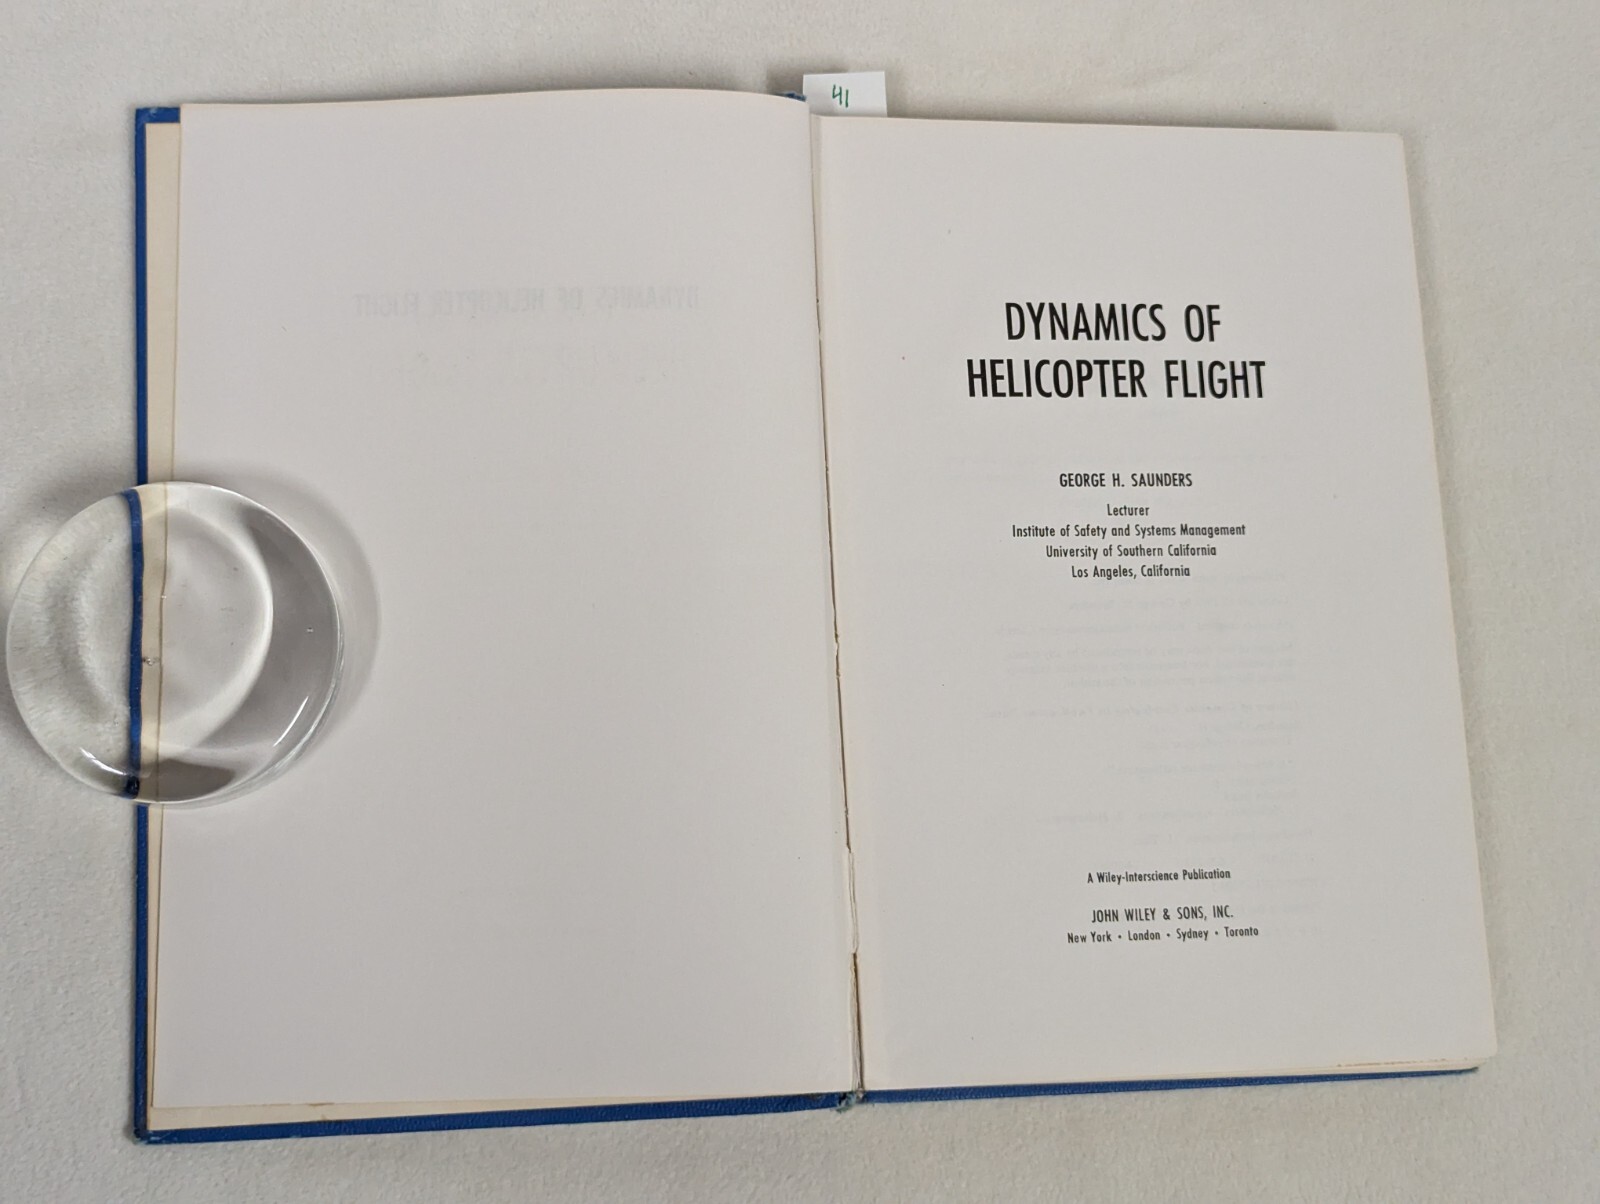 41
DYNAMICS OF
HELICOPTER FLIGHT
GEORGE H. SAUNDERS
Lecturer
Institute of Safety and Systems Management
University of Southern California
Los Angeles, California
A Wiley-Interscience Publication
JOHN WILEY & SONS, INC.
New York • London • Sydney • Toronto